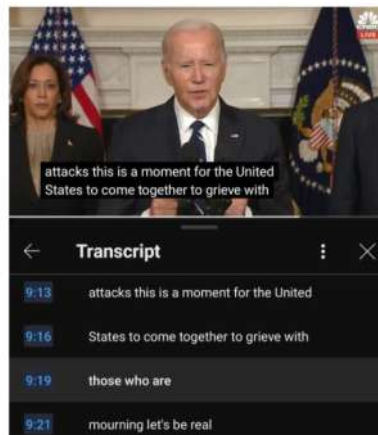 CNBC
LIVE
attacks this is a moment for the United
States to come together to grieve with
Transcript
9:13 attacks this is a moment for the United
9:16 States to come together to grieve with
9:19 those who are
9:21 mourning let's be real